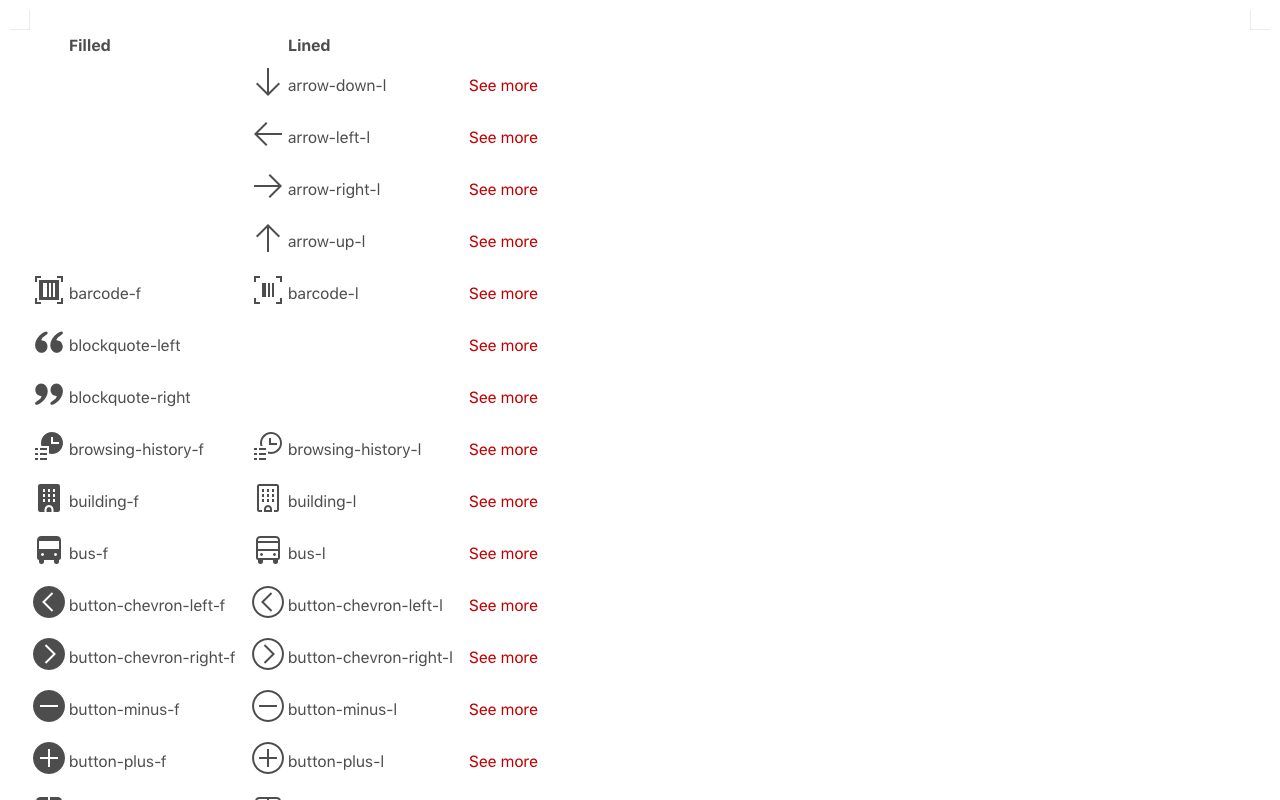 Filled Lined
arrow-down-l See more
arrow-left-l See more
arrow-right-l See more
arrow-up-l See more
barcode-f barcode-l See more
blockquote-left See more
blockquote-right See more
browsing-history-f browsing-history-l See more
building-f building-l See more
bus-f bus-l See more
button-chevron-left-f button-chevron-left-l See more
button-chevron-right-f button-chevron-right-l See more
button-minus-f button-minus-l See more
button-plus-f button-plus-l See more